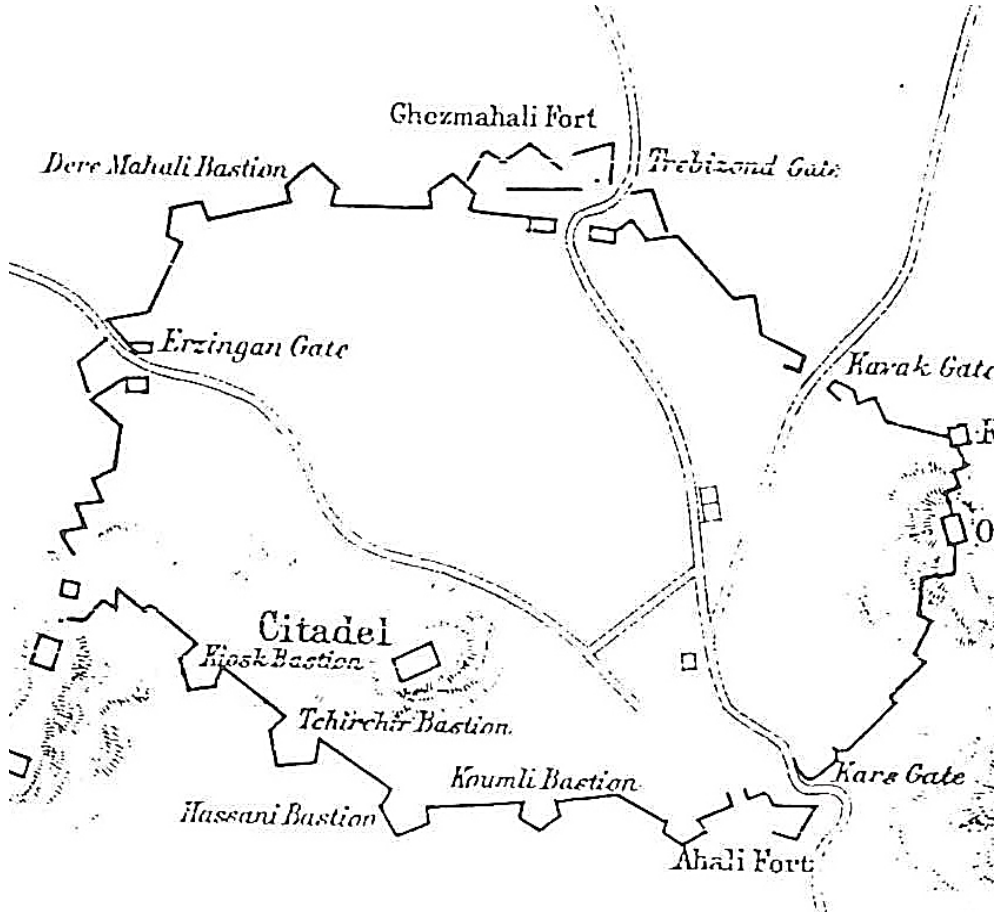 Ghezmahali Fort
Dere Mahali Bastion
Trebizond Gate
Erzingan Gate
Kavak Gate
Citadel
Kiosk Bastion
Tchirchir Bastion
Koumli Bastion
Kars Gate
Hassani Bastion
Ahali Fort